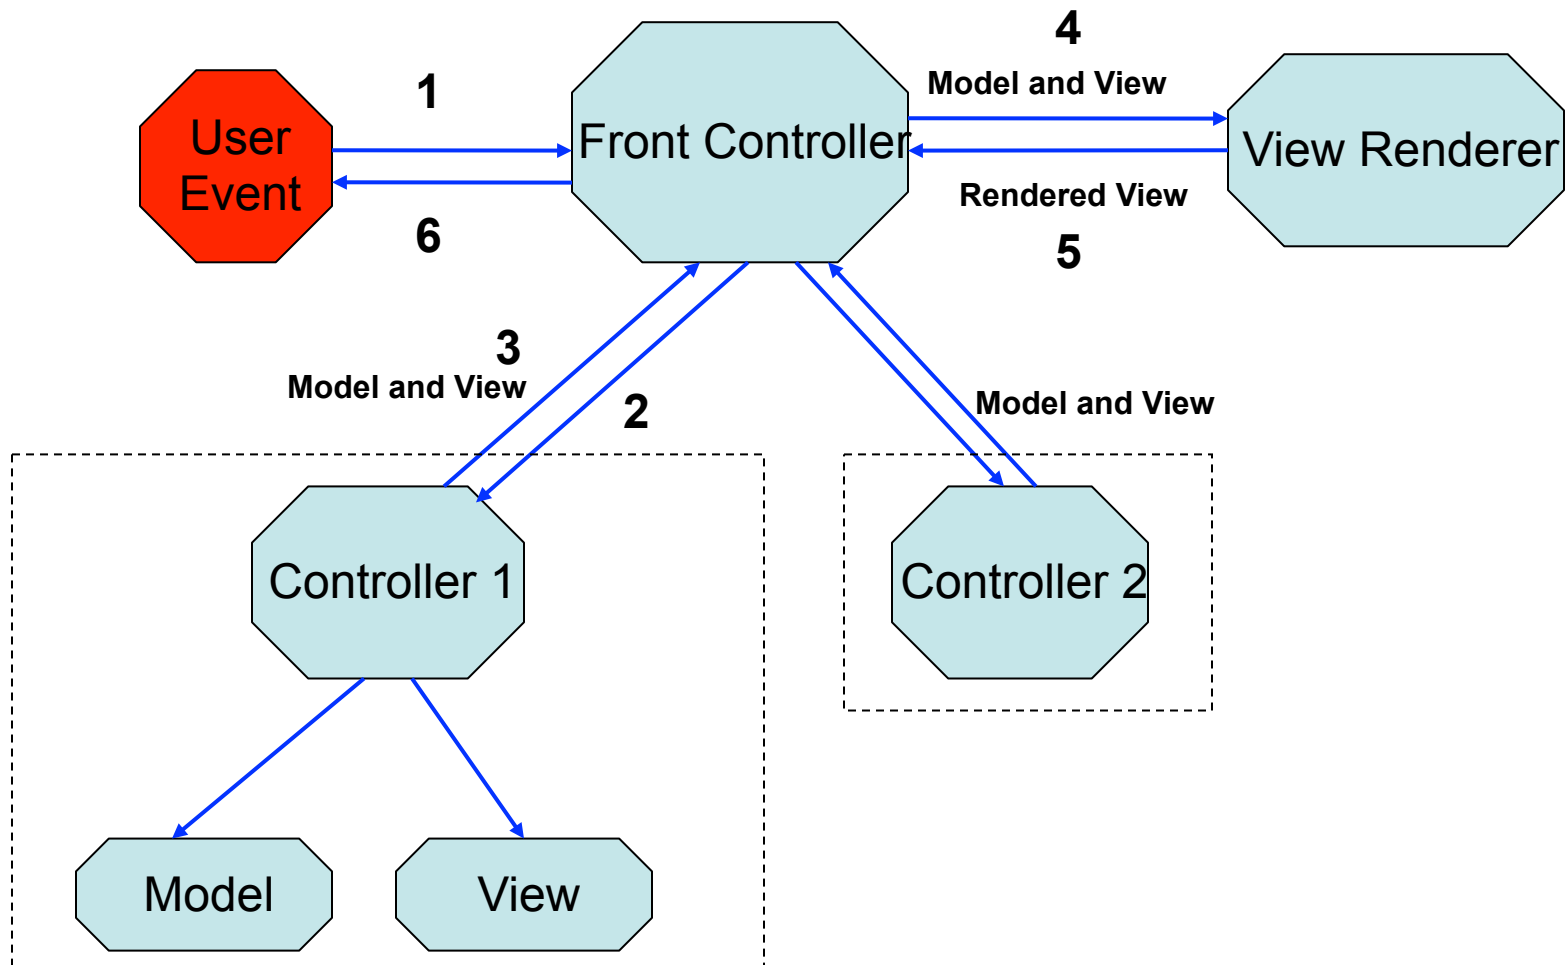 4
1
Model and View
User
Event
Front Controller
View Renderer
Rendered View
6
5
3
Model and View
2
Model and View
Controller 1
Controller 2
Model
View